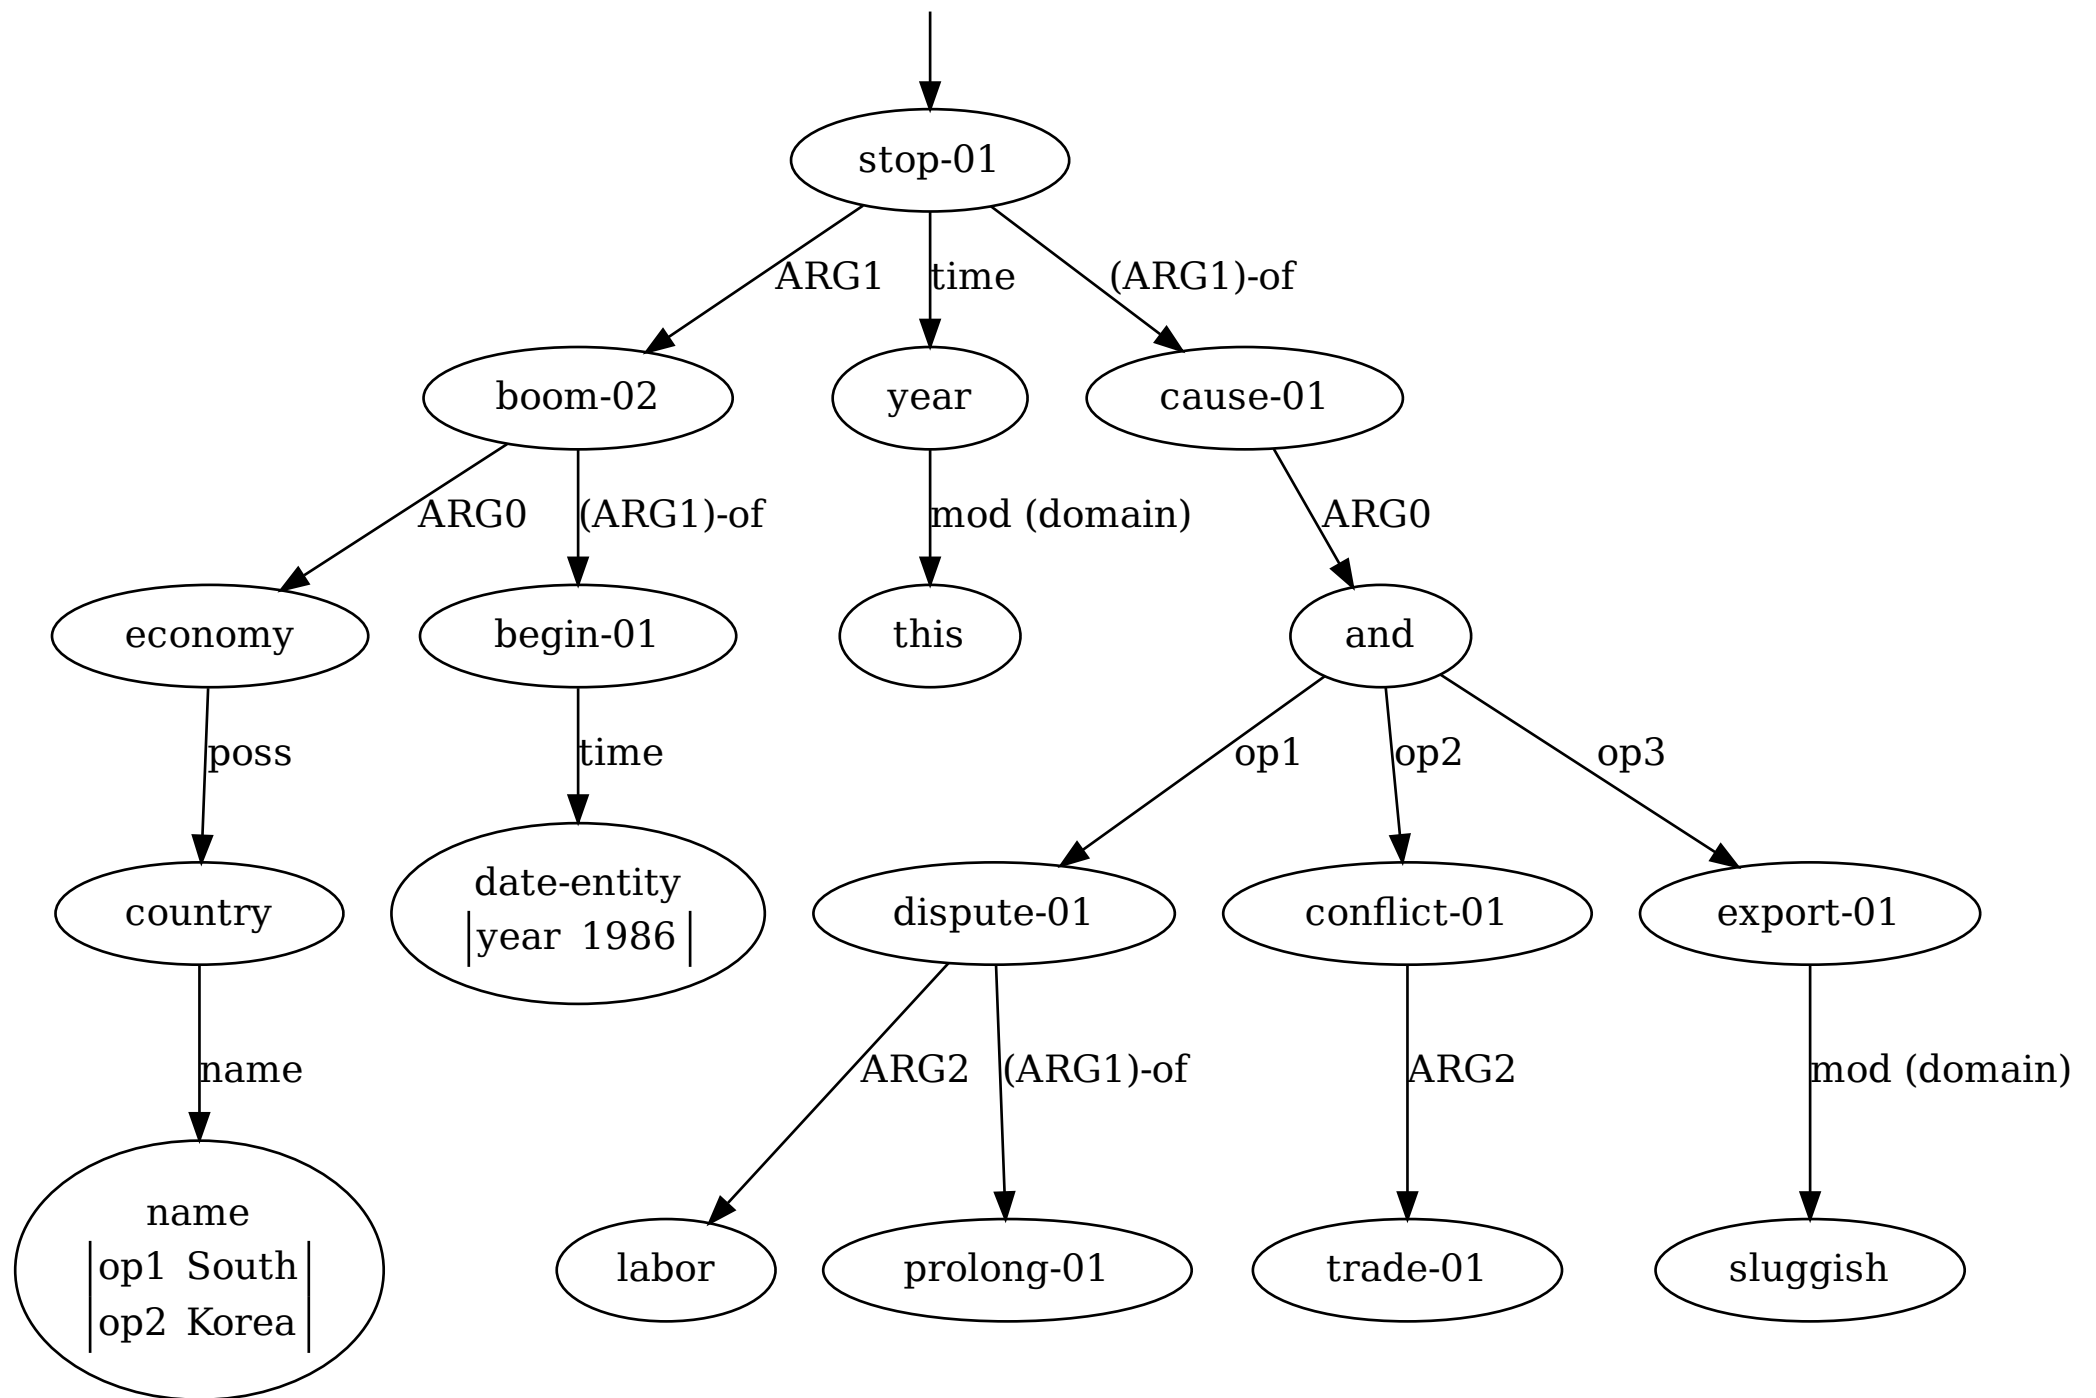 stop-01
ARG1
time
(ARG1)-of
boom-02
year
cause-01
ARG0
(ARG1)-of
mod (domain)
ARG0
economy
begin-01
this
and
poss
time
op1
op2
op3
country
date-entity
year 1986
dispute-01
conflict-01
export-01
name
ARG2
(ARG1)-of
ARG2
mod (domain)
name
op1 South
op2 Korea
labor
prolong-01
trade-01
sluggish